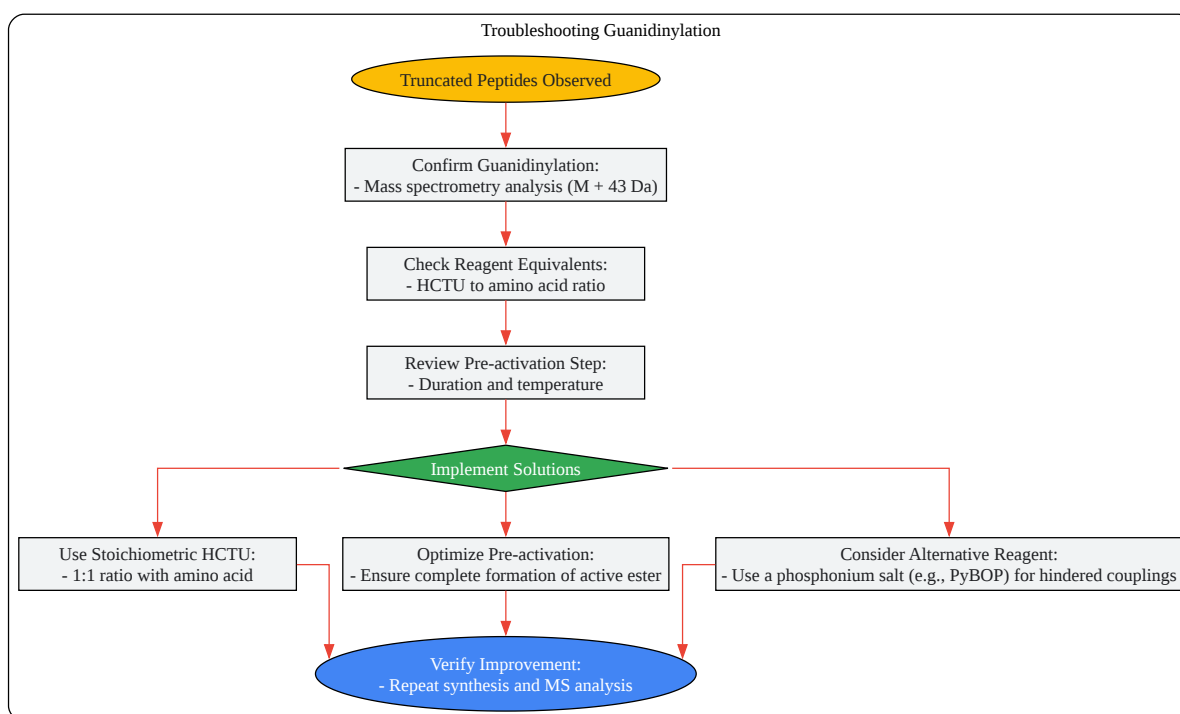 Troubleshooting Guanidinylation
Truncated Peptides Observed
Confirm Guanidinylation:
- Mass spectrometry analysis (M + 43 Da)
Check Reagent Equivalents:
- HCTU to amino acid ratio
Review Pre-activation Step:
- Duration and temperature
Implement Solutions
Use Stoichiometric HCTU:
- 1:1 ratio with amino acid
Optimize Pre-activation:
- Ensure complete formation of active ester
Consider Alternative Reagent:
- Use a phosphonium salt (e.g., PyBOP) for hindered couplings
Verify Improvement:
- Repeat synthesis and MS analysis